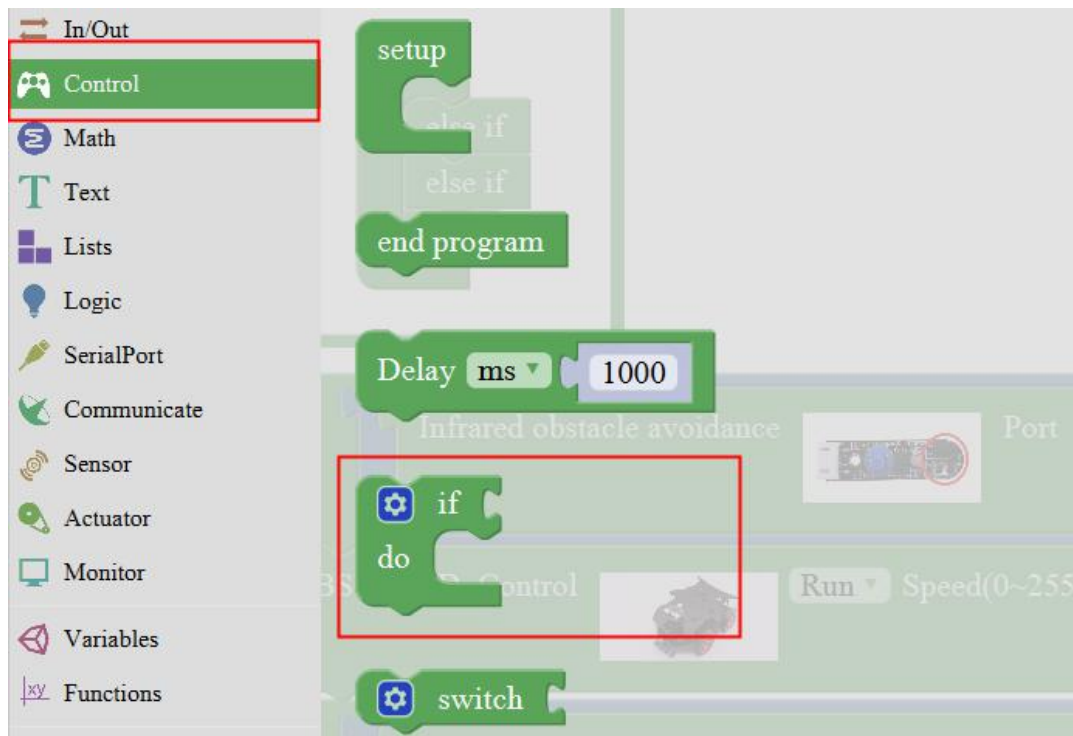 In/Out
Control
Math
Text
Lists
Logic
SerialPort
Communicate
Sensor
Actuator
Monitor
Variables
xy
Functions
setup
else if
else if
end program
Delay ms 1000
Infrared obstacle avoidance Port
if
do
Control Run Speed(0~255
switch